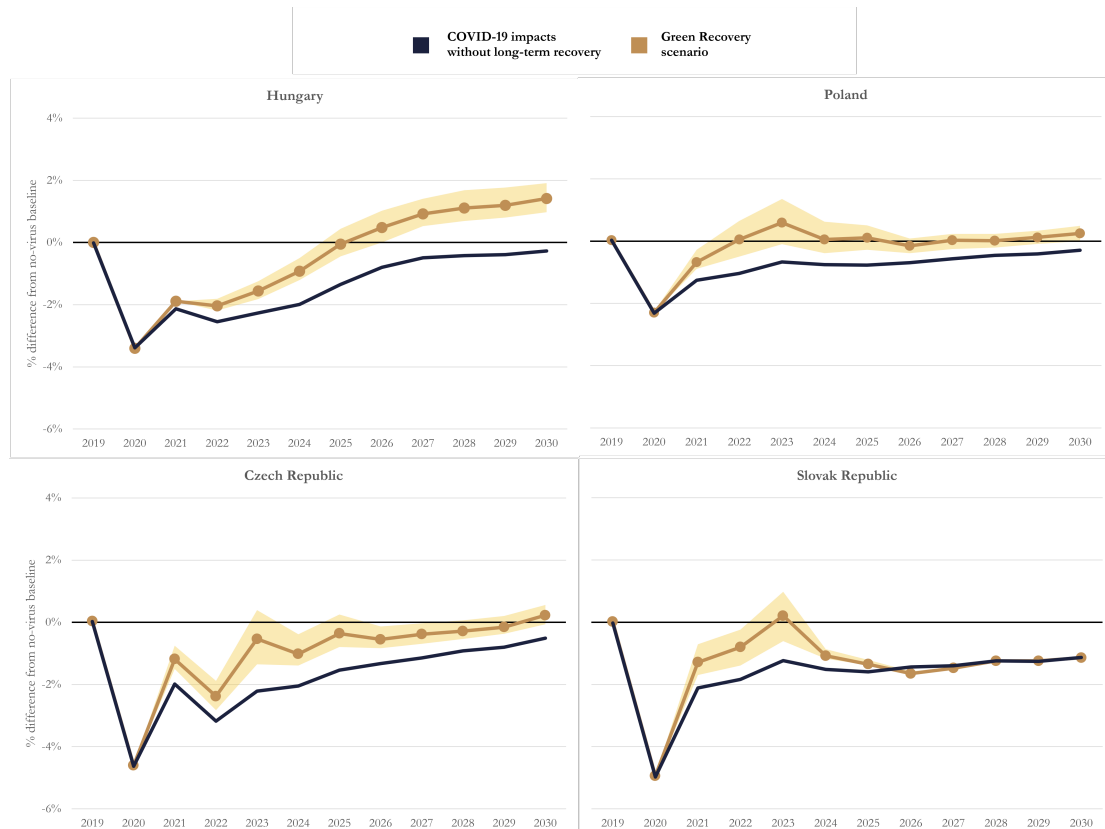 COVID-19 impacts
without long-term recovery
Green Recovery
scenario
Hungary
4%
2%
0%
-2%
-4%
-6%
% difference from no-virus baseline
2019 2020 2021 2022 2023 2024 2025 2026 2027 2028 2029 2030
Poland
2019 2020 2021 2022 2023 2024 2025 2026 2027 2028 2029 2030
Czech Republic
4%
2%
0%
-2%
-4%
-6%
% difference from no-virus baseline
2019 2020 2021 2022 2023 2024 2025 2026 2027 2028 2029 2030
Slovak Republic
2019 2020 2021 2022 2023 2024 2025 2026 2027 2028 2029 2030